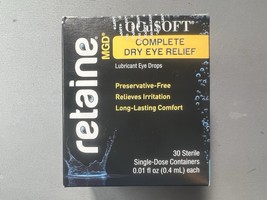 OCuSOFT®
retaine®
MGD®
COMPLETE
DRY EYE RELIEF
Lubricant Eye Drops
Preservative-Free
Relieves Irritation
Long-Lasting Comfort
30 Sterile
Single-Dose Containers
0.01 fl oz (0.4 mL) each